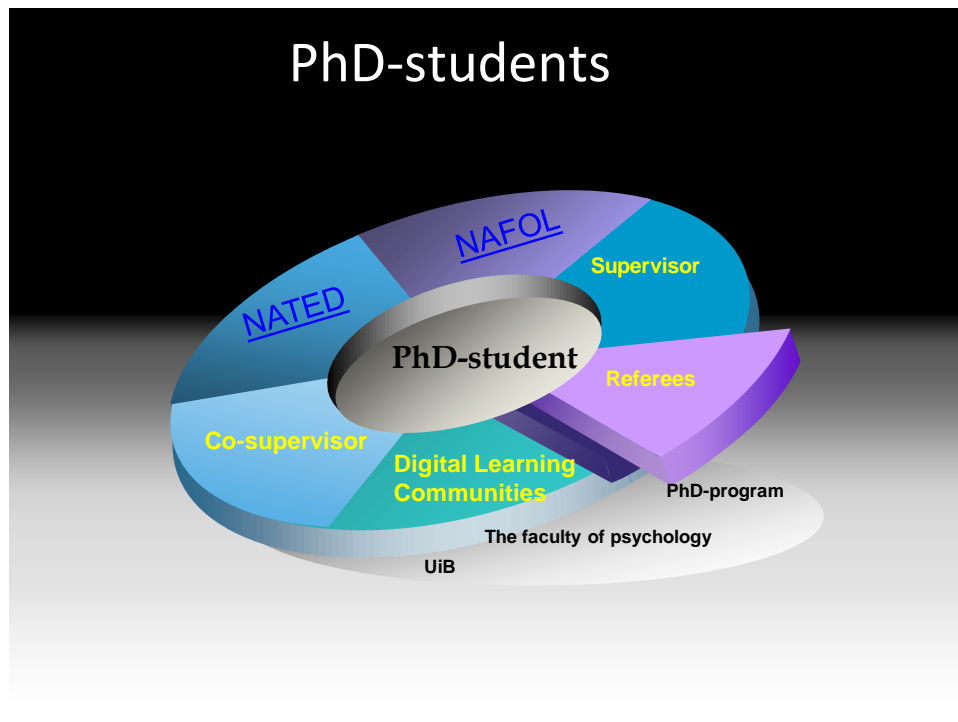 PhD-students
NAFOL
Supervisor
NATED
PhD-student
Referees
Co-supervisor
Digital Learning
Communities
PhD-program
The faculty of psychology
UiB